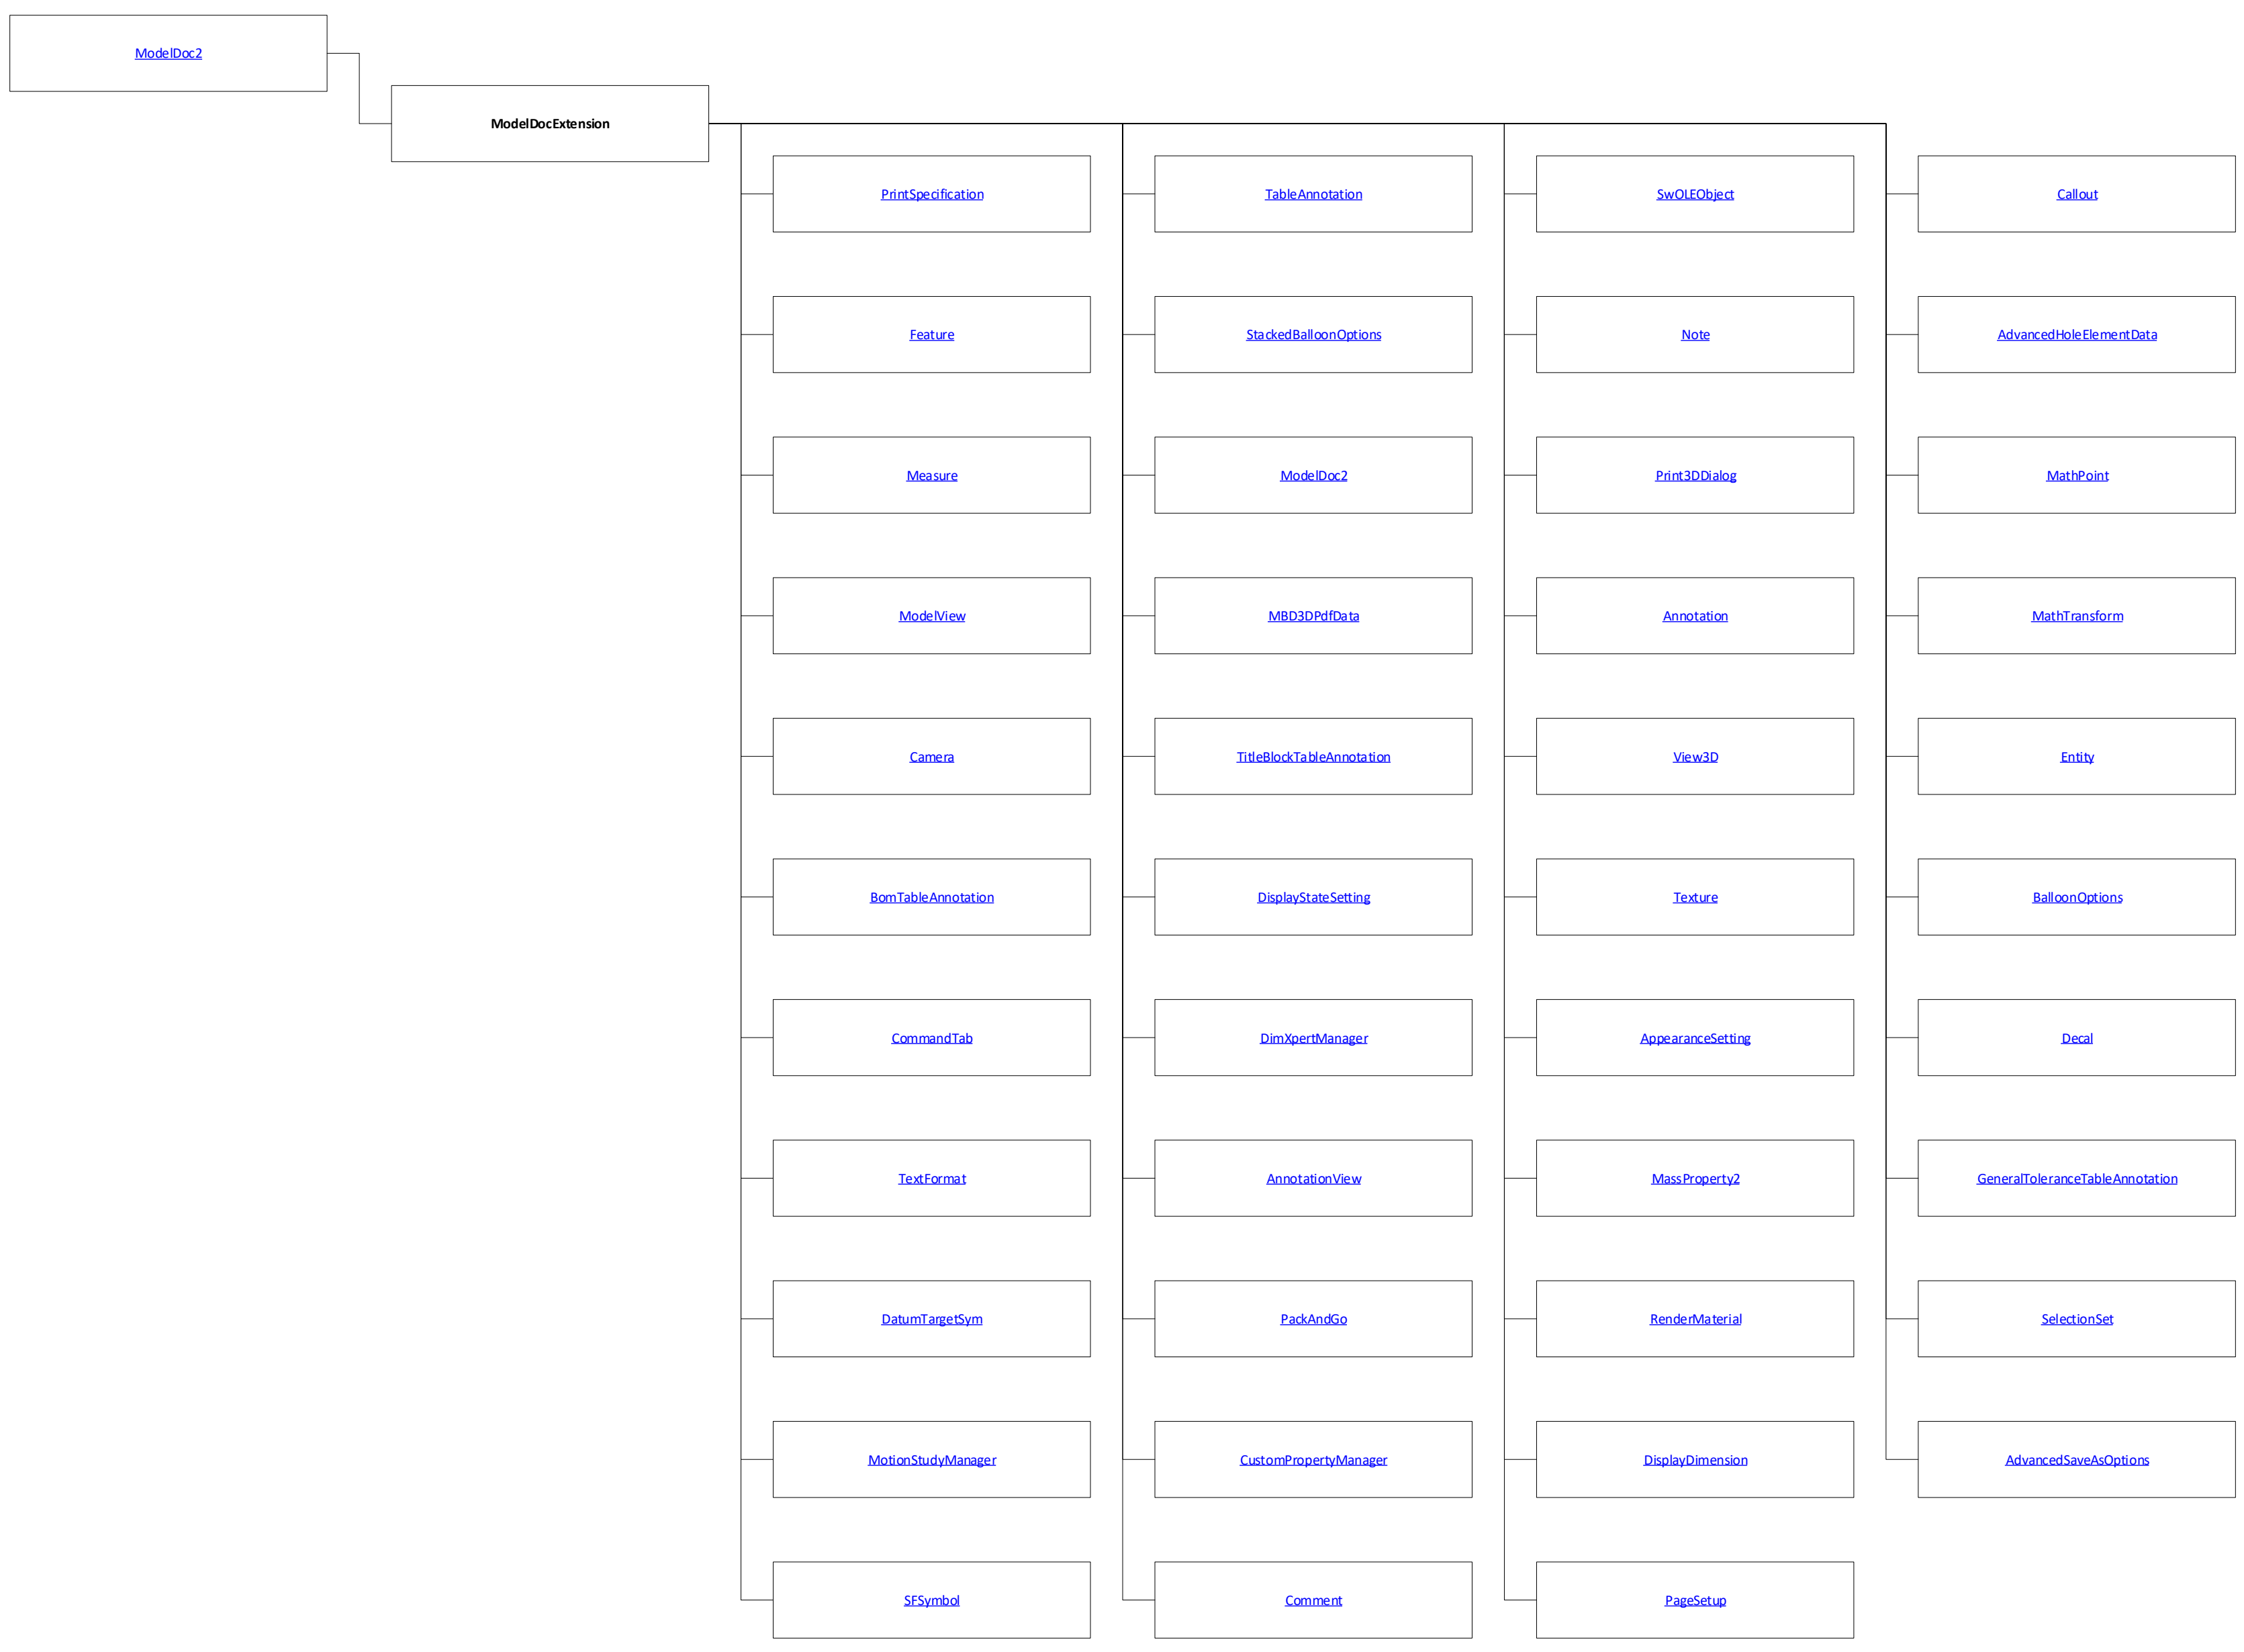 ModelDoc2
ModelDocExtension
PrintSpecification
Feature
Measure
ModelView
Camera
BomTableAnnotation
CommandTab
TextFormat
DatumTargetSym
MotionStudyManager
SFSymbol
TableAnnotation
StackedBalloonOptions
ModelDoc2
MBD3DPdfData
TitleBlockTableAnnotation
DisplayStateSetting
DimXpertManager
AnnotationView
PackAndGo
CustomPropertyManager
Comment
SwOLEObject
Note
Print3DDialog
Annotation
View3D
Texture
AppearanceSetting
MassProperty2
RenderMaterial
DisplayDimension
PageSetup
Callout
AdvancedHoleElementData
MathPoint
MathTransform
Entity
BalloonOptions
Decal
GeneralToleranceTableAnnotation
SelectionSet
AdvancedSaveAsOptions